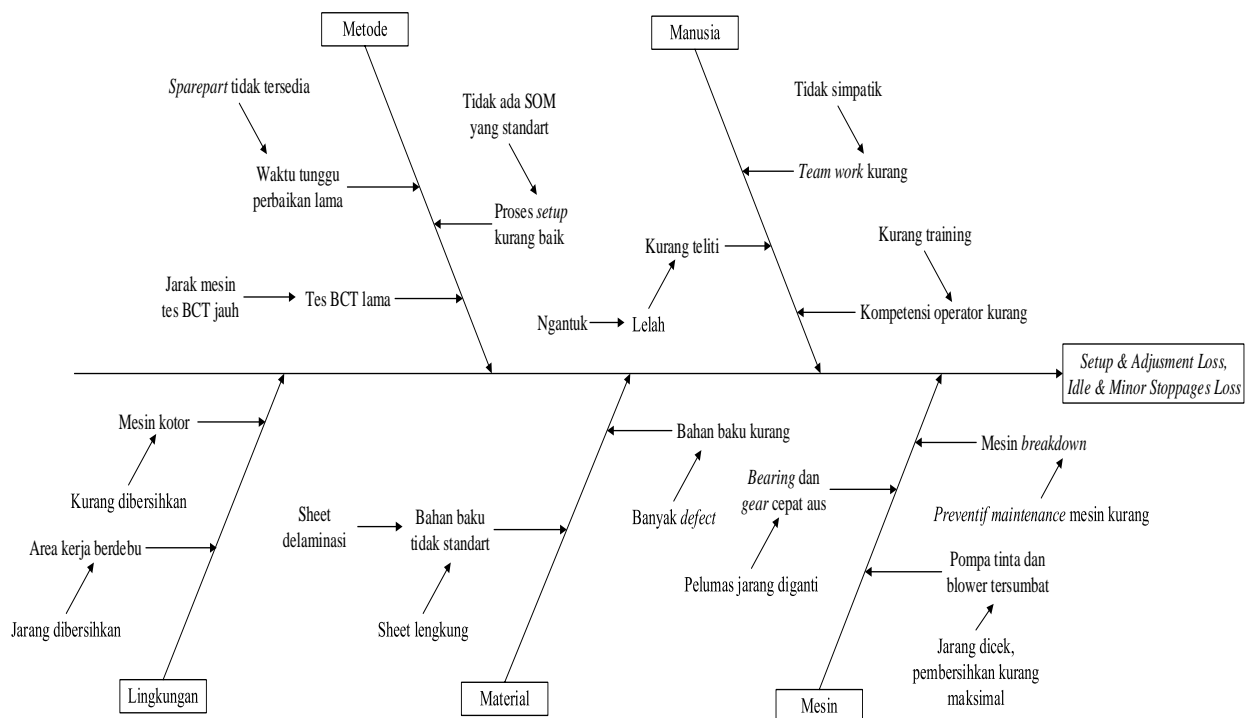 Metode
Manusia
Sparepart tidak tersedia
Tidak ada SOM
yang standart
Waktu tunggu
perbaikan lama
Proses setup
kurang baik
Jarak mesin
tes BCT jauh
Tes BCT lama
Tidak simpatik
Team work kurang
Kurang teliti
Kurang training
Ngantuk
Lelah
Kompetensi operator kurang
Setup & Adjusment Loss,
Idle & Minor Stoppages Loss
Mesin kotor
Kurang dibersihkan
Area kerja berdebu
Jarang dibersihkan
Lingkungan
Bahan baku kurang
Banyak defect
Sheet
delaminasi
Bahan baku
tidak standart
Sheet lengkung
Material
Mesin breakdown
Bearing dan
gear cepat aus
Preventif maintenance mesin kurang
Pelumas jarang diganti
Pompa tinta dan
blower tersumbat
Jarang dicek,
pembersihkan kurang
maksimal
Mesin